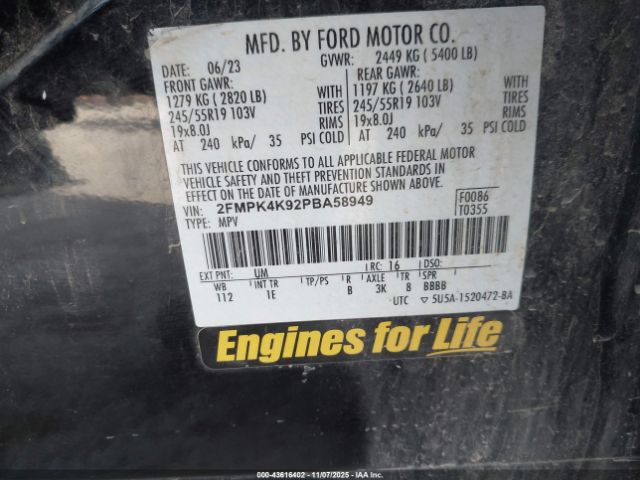 MFD. BY FORD MOTOR CO.
DATE: 06/23 GVWR: 2449 KG ( 5400 LB)
FRONT GAWR: REAR GAWR:
1279 KG ( 2820 LB) WITH 1197 KG ( 2640 LB) WITH
245/55R19 103V TIRES 245/55R19 103V TIRES
19x8.0J RIMS 19x8.0J RIMS
AT 240 kPa/ 35 PSI COLD AT 240 kPa/ 35 PSI COLD
THIS VEHICLE CONFORMS TO ALL APPLICABLE FEDERAL MOTOR
VEHICLE SAFETY AND THEFT PREVENTION STANDARDS IN
EFFECT ON THE DATE OF MANUFACTURE SHOWN ABOVE.
VIN: 2FMPK4K92PBA58949 F0086
TYPE: MPV T0355
EXT PNT: UM RC: 16 DSO:
WB INT TR TP/PS R AXLE TR SPR
112 1E B 3K 8 BBBB
UTC ▽ 5U5A-1520472-BA
Engines for Life
000-43616402 - 11/07/2025 - IAAI, Inc.